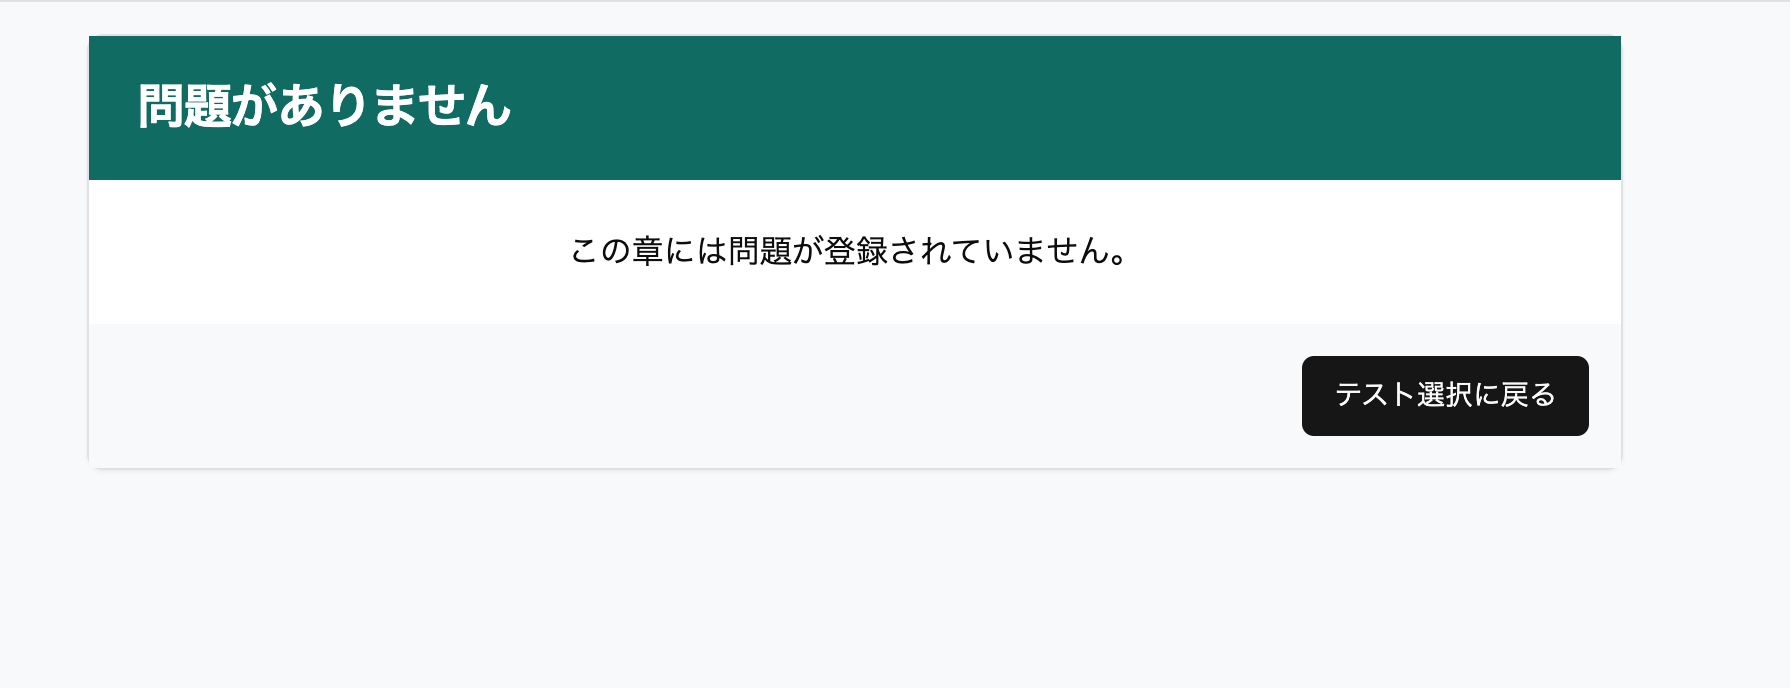 問題がありません
この章には問題が登録されていません。
テスト選択に戻る